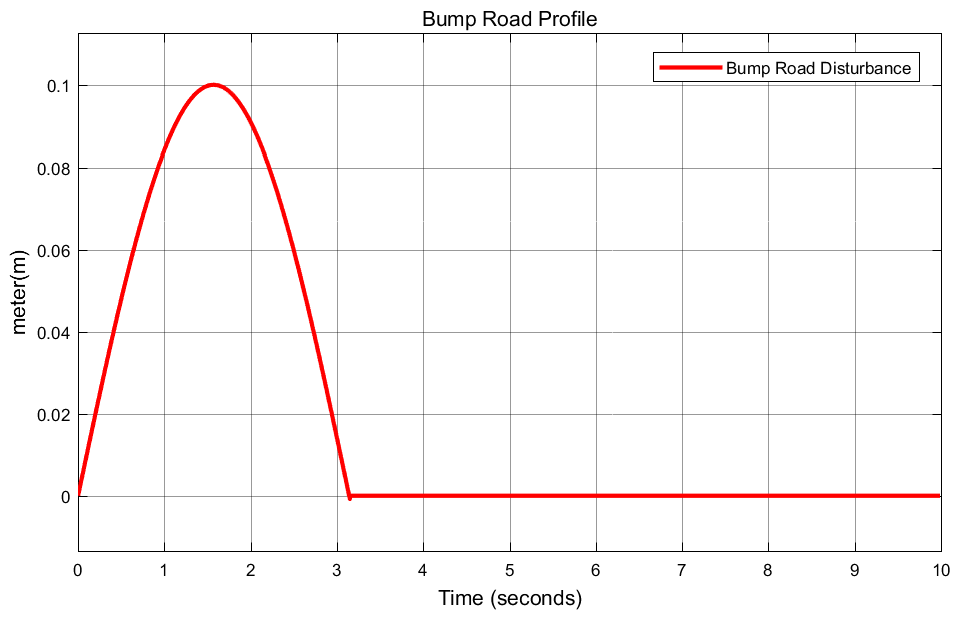 Bump Road Profile
Bump Road Disturbance
0.1
0.08
0.06
0.04
0.02
0
meter(m)
0 1 2 3 4 5 6 7 8 9 10
Time (seconds)